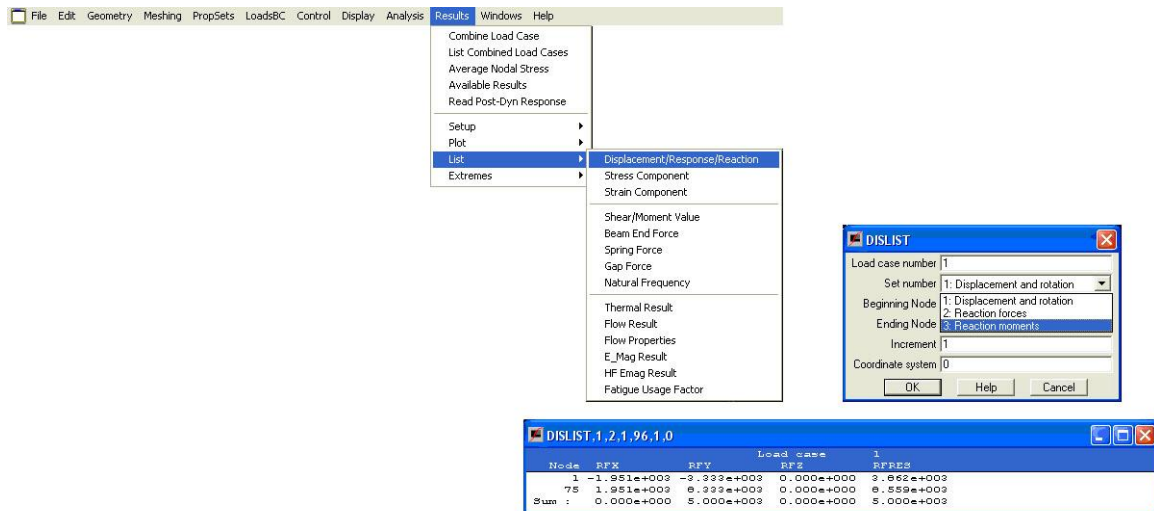 File Edit Geometry Meshing PropSets LoadsBC Control Display Analysis Results Windows Help
Combine Load Case
List Combined Load Cases
Average Nodal Stress
Available Results
Read Post-Dyn Response
Setup
Plot
List
Extremes
Displacement/Response/Reaction
Stress Component
Strain Component
Shear/Moment Value
Beam End Force
Spring Force
Gap Force
Natural Frequency
Thermal Result
Flow Result
Flow Properties
E_Mag Result
HF Emag Result
Fatigue Usage Factor
DISLIST
Load case number 1
Set number 1: Displacement and rotation
Beginning Node 1: Displacement and rotation
2: Reaction forces
Ending Node 3: Reaction moments
Increment 1
Coordinate system 0
OK Help Cancel
DISLIST,1,2,1,96,1,0
Load case 1
Node RFX RFY RFZ RFRES
1 -1.951e+003 -3.333e+003 0.000e+000 3.862e+003
75 1.951e+003 8.333e+003 0.000e+000 8.559e+003
Sum : 0.000e+000 5.000e+003 0.000e+000 5.000e+003